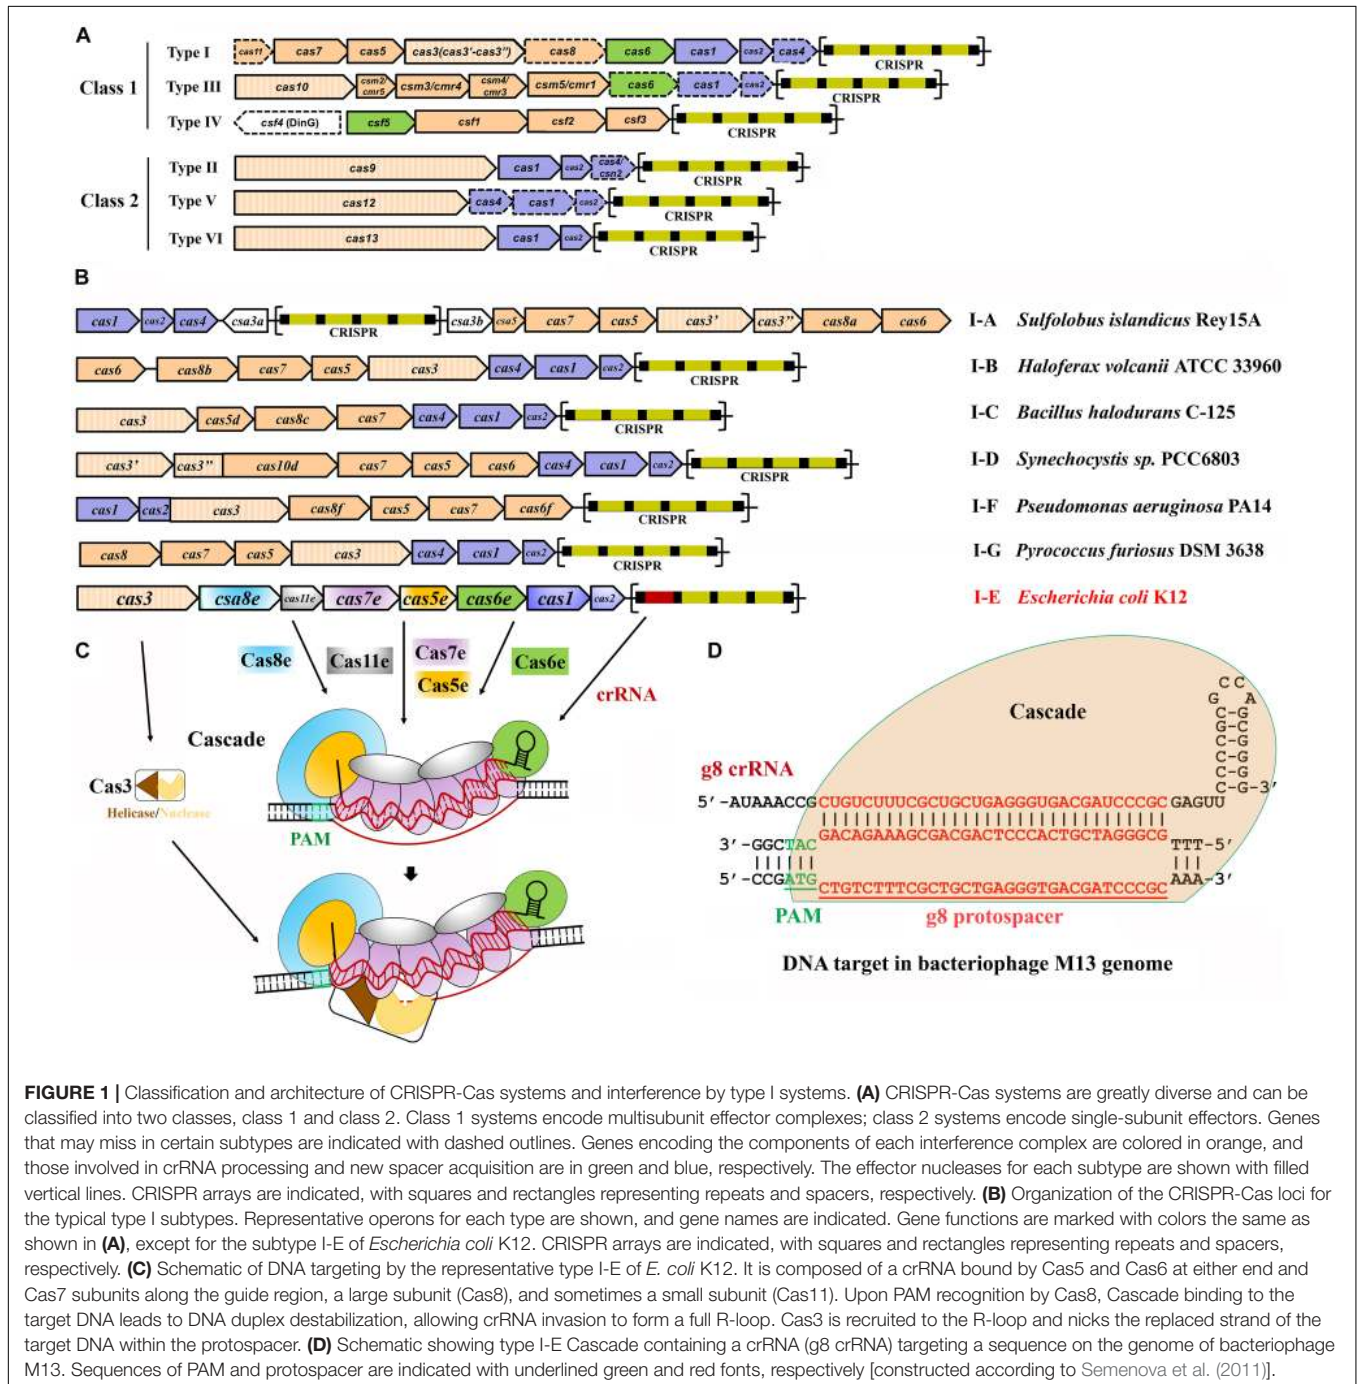 A
Class 1
Type I cas11 cas7 cas5 cas3(cas3'-cas3'') cas8 cas6 cas1 cas2 cas4 CRISPR
Type III cas10 csm2/cmr5 csm3/cmr4 csm4/cmr3 csm5/cmr1 cas6 cas1 cas2 CRISPR
Type IV csf4 (DinG) csf5 csf1 csf2 csf3 CRISPR
Class 2
Type II cas9 cas1 cas2 cas4/csn2 CRISPR
Type V cas12 cas4 cas1 cas2 CRISPR
Type VI cas13 cas1 cas2 CRISPR
B
cas1 cas2 cas4 csa3a CRISPR csa3b csa5 cas7 cas5 cas3' cas3'' cas8a cas6 I-A Sulfolobus islandicus Rey15A
cas6 cas8b cas7 cas5 cas3 cas4 cas1 cas2 CRISPR I-B Haloferax volcanii ATCC 33960
cas3 cas5d cas8c cas7 cas4 cas1 cas2 CRISPR I-C Bacillus halodurans C-125
cas3' cas3'' cas10d cas7 cas5 cas6 cas4 cas1 cas2 CRISPR I-D Synechocystis sp. PCC6803
cas1 cas2 cas3 cas8f cas5 cas7 cas6f CRISPR I-F Pseudomonas aeruginosa PA14
cas8 cas7 cas5 cas3 cas4 cas1 cas2 CRISPR I-G Pyrococcus furiosus DSM 3638
cas3 csa8e cas11e cas7e cas5e cas6e cas1 cas2 I-E Escherichia coli K12
C
Cas8e Cas11e Cas7e Cas6e
Cas5e
crRNA
Cascade
Cas3
Helicase/Nuclease
PAM
D
Cascade
C C
G A
C-G
G-C
C-G
C-G
C-G
C-G-3'
g8 crRNA
5'-AUAAACCGCUGUCUUUCGCUGCUGAGGGUGACGAUCCCGCGAGUU
GACAGAAAGCGACGACTCCCACTGCTAGGGCG
3'-GGCTAC TTT-5'
5'-CCGATG AAA-3'
CTGTCTTTCGCTGCTGAGGGTGACGATCCCGC
PAM g8 protospacer
DNA target in bacteriophage M13 genome
FIGURE 1 | Classification and architecture of CRISPR-Cas systems and interference by type I systems. (A) CRISPR-Cas systems are greatly diverse and can be
classified into two classes, class 1 and class 2. Class 1 systems encode multisubunit effector complexes; class 2 systems encode single-subunit effectors. Genes
that may miss in certain subtypes are indicated with dashed outlines. Genes encoding the components of each interference complex are colored in orange, and
those involved in crRNA processing and new spacer acquisition are in green and blue, respectively. The effector nucleases for each subtype are shown with filled
vertical lines. CRISPR arrays are indicated, with squares and rectangles representing repeats and spacers, respectively. (B) Organization of the CRISPR-Cas loci for
the typical type I subtypes. Representative operons for each type are shown, and gene names are indicated. Gene functions are marked with colors the same as
shown in (A), except for the subtype I-E of Escherichia coli K12. CRISPR arrays are indicated, with squares and rectangles representing repeats and spacers,
respectively. (C) Schematic of DNA targeting by the representative type I-E of E. coli K12. It is composed of a crRNA bound by Cas5 and Cas6 at either end and
Cas7 subunits along the guide region, a large subunit (Cas8), and sometimes a small subunit (Cas11). Upon PAM recognition by Cas8, Cascade binding to the
target DNA leads to DNA duplex destabilization, allowing crRNA invasion to form a full R-loop. Cas3 is recruited to the R-loop and nicks the replaced strand of the
target DNA within the protospacer. (D) Schematic showing type I-E Cascade containing a crRNA (g8 crRNA) targeting a sequence on the genome of bacteriophage
M13. Sequences of PAM and protospacer are indicated with underlined green and red fonts, respectively [constructed according to Semenova et al. (2011)].